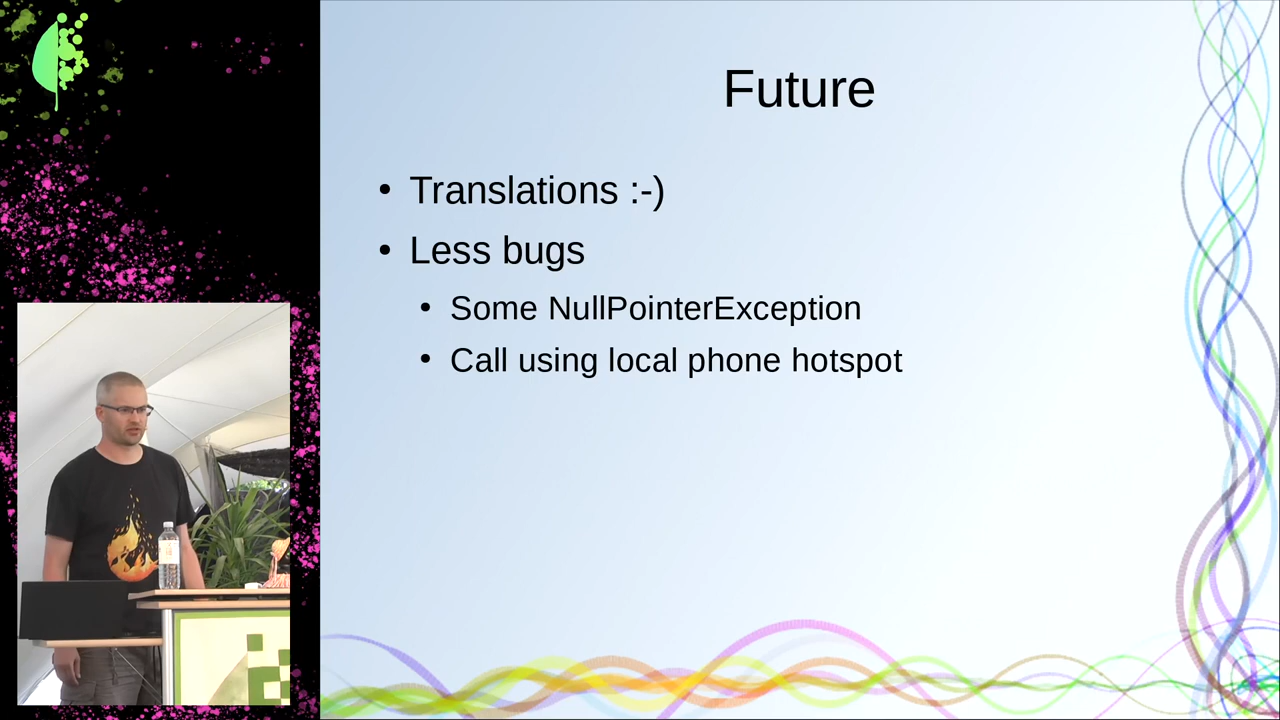 Future
Translations :-)
Less bugs
Some NullPointerException
Call using local phone hotspot